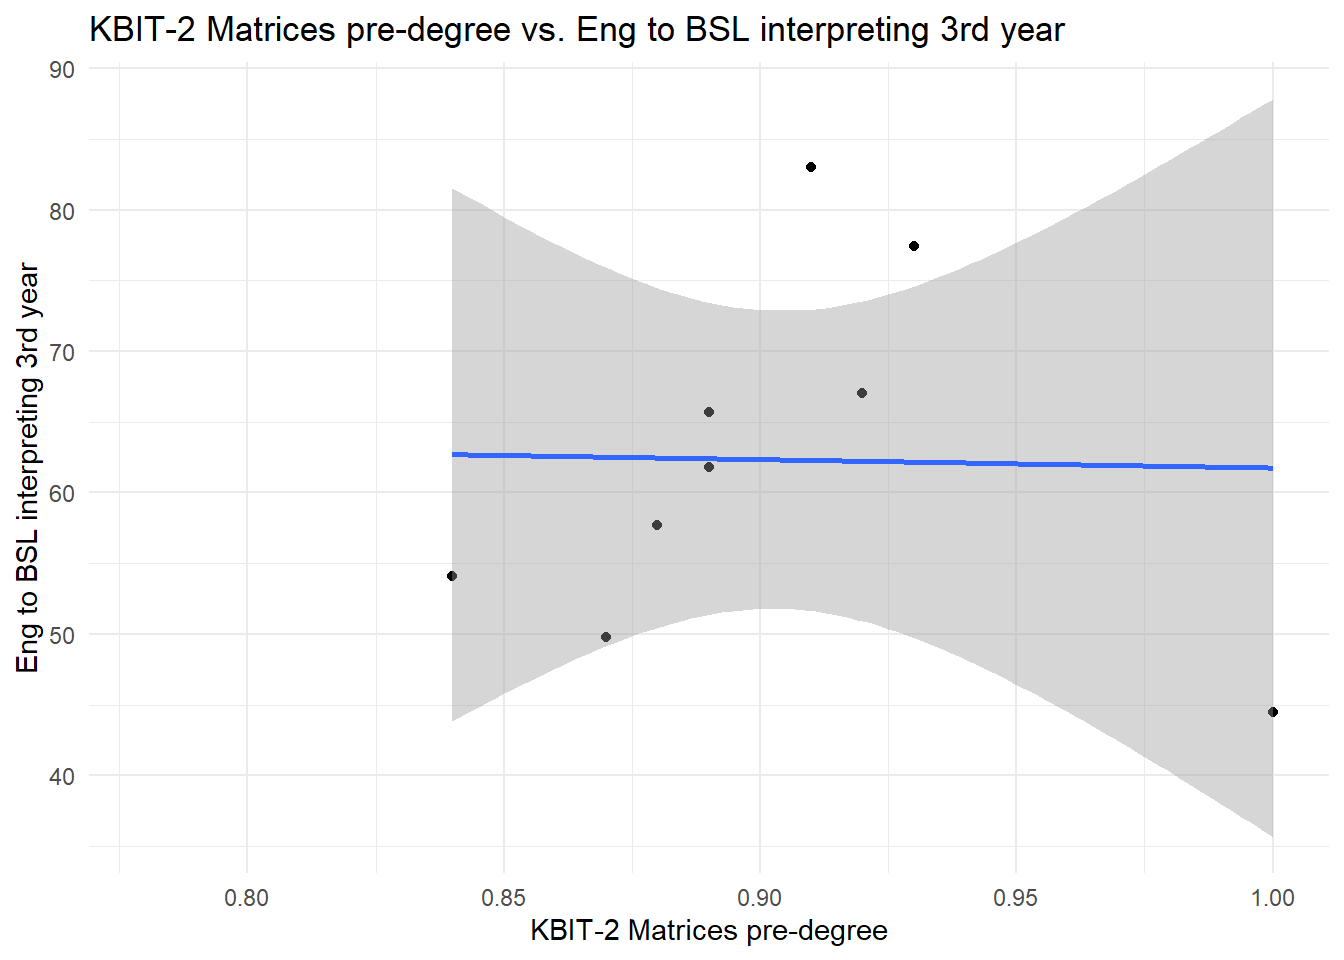 KBIT-2 Matrices pre-degree vs. Eng to BSL interpreting 3rd year
90
80
70
60
50
40
Eng to BSL interpreting 3rd year
0.80 0.85 0.90 0.95 1.00
KBIT-2 Matrices pre-degree